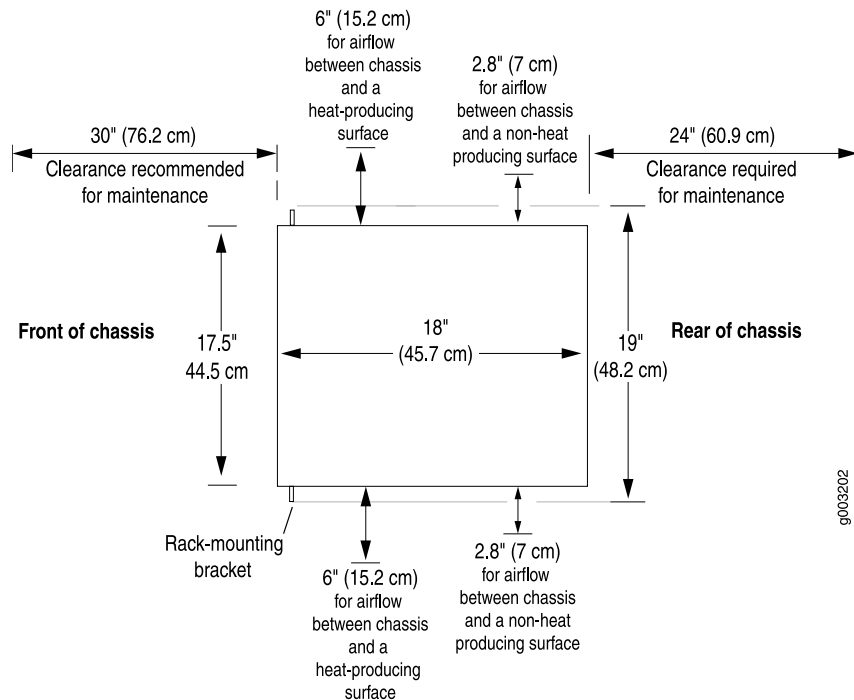 6" (15.2 cm)
for airflow
between chassis
and a
heat-producing
surface
2.8" (7 cm)
for airflow
between chassis
and a non-heat
producing surface
30" (76.2 cm)
Clearance recommended
for maintenance
24" (60.9 cm)
Clearance required
for maintenance
Front of chassis
17.5"
44.5 cm
18"
(45.7 cm)
19"
(48.2 cm)
Rear of chassis
Rack-mounting
bracket
6" (15.2 cm)
for airflow
between chassis
and a
heat-producing
surface
2.8" (7 cm)
for airflow
between chassis
and a non-heat
producing surface
g003202